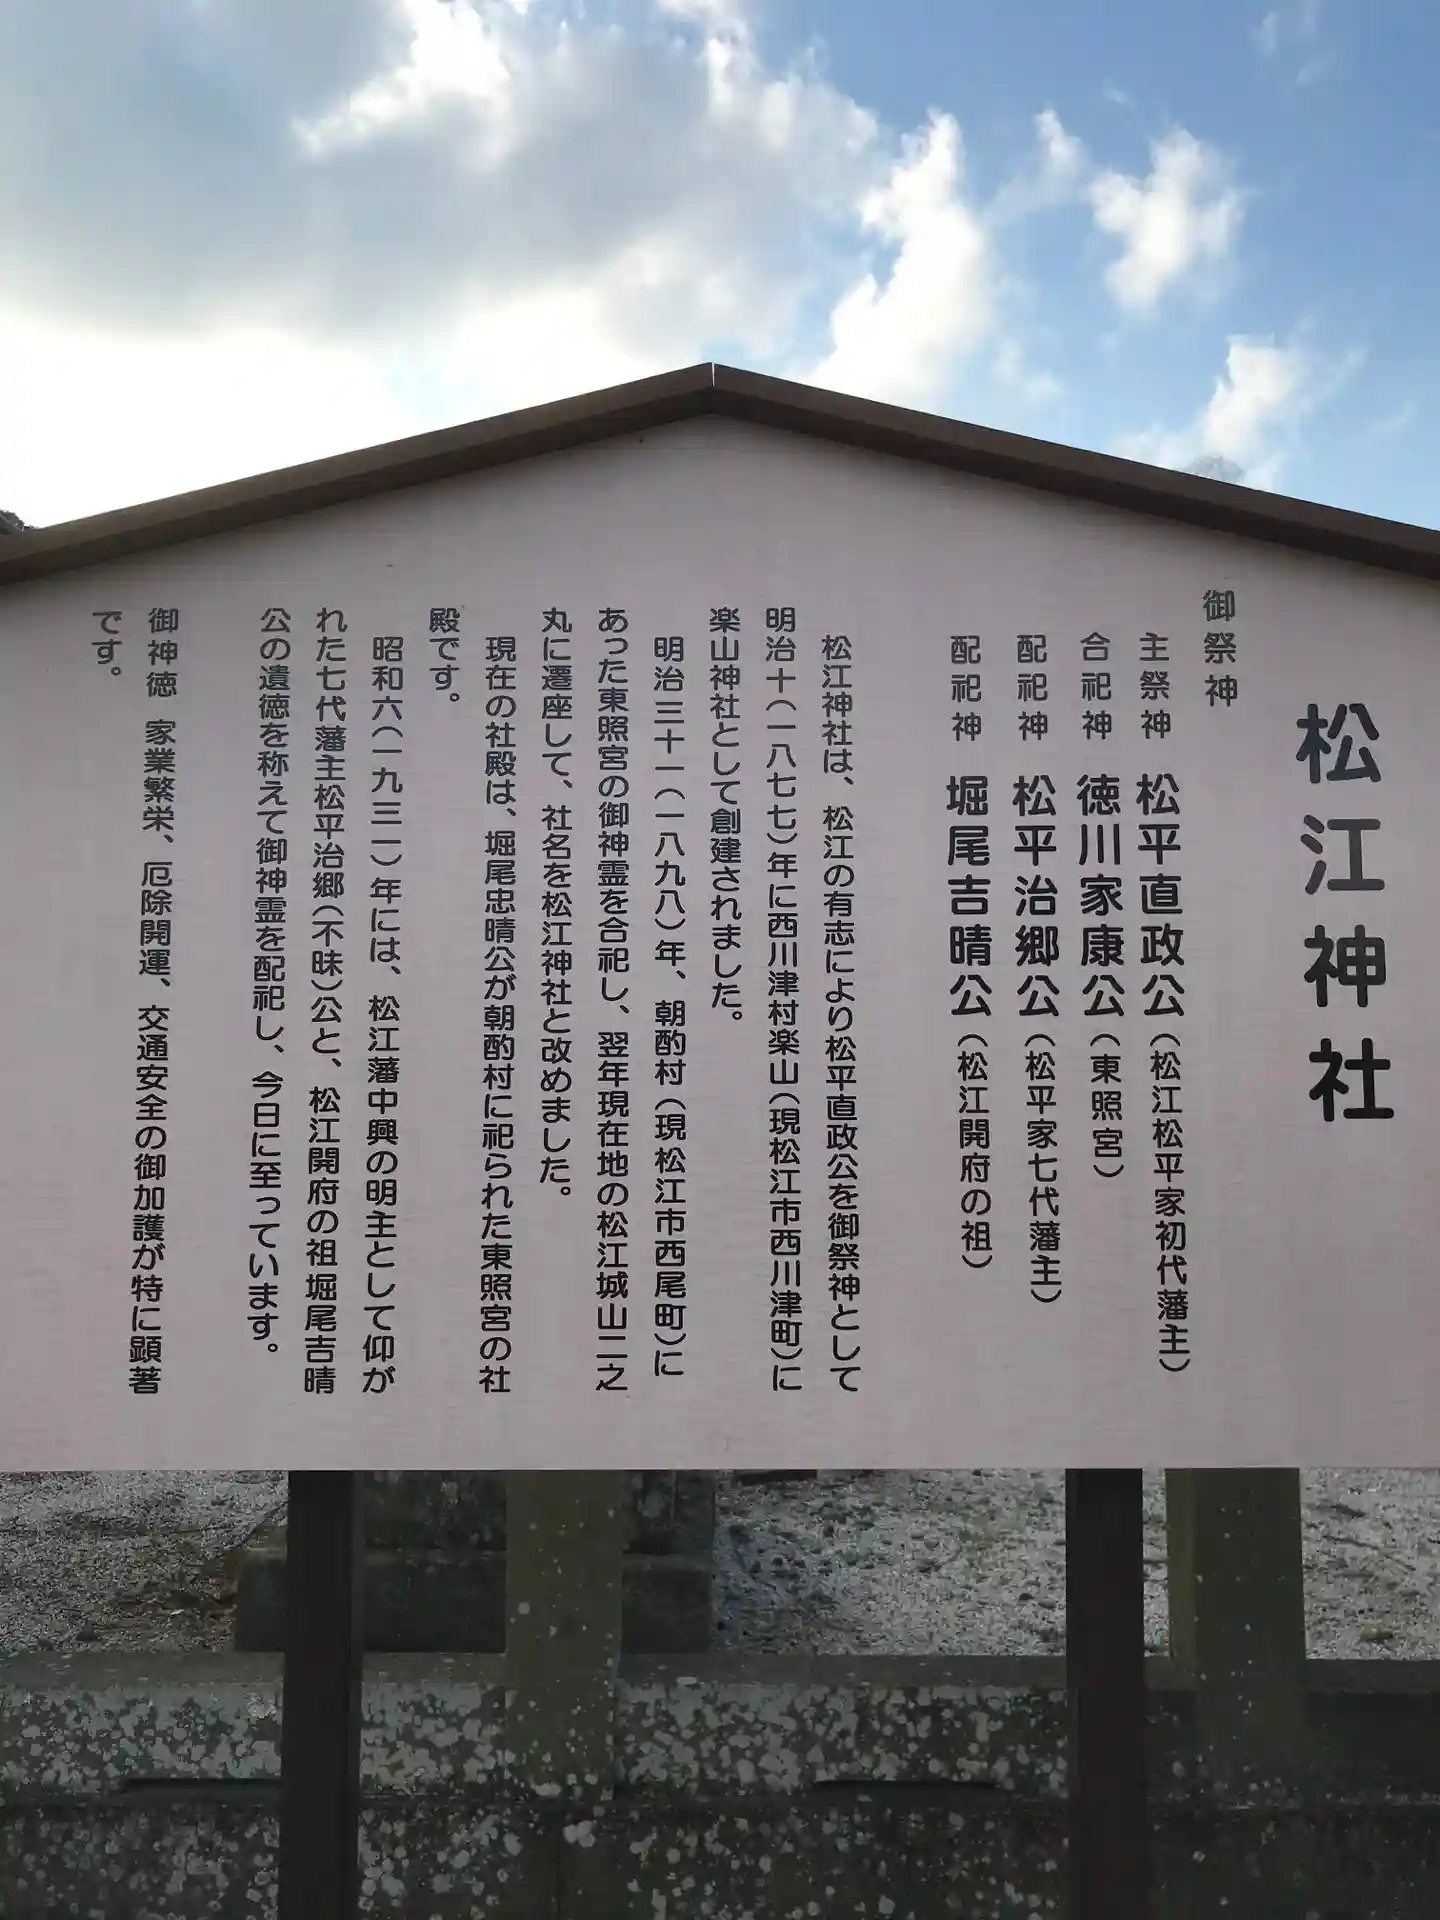 松江神社
御祭神
主祭神 松平直政公（松江松平家初代藩主）
合祀神 徳川家康公（東照宮）
配祀神 松平治郷公（松平家七代藩主）
配祀神 堀尾吉晴公（松江開府の祖）
松江神社は、松江の有志により松平直政公を御祭神として
明治十（一八七七）年に西川津村楽山（現松江市西川津町）に
楽山神社として創建されました。
明治三十一（一八九八）年、朝酌村（現松江市西尾町）に
あった東照宮の御神霊を合祀し、翌年現在地の松江城山二之
丸に遷座して、社名を松江神社と改めました。
現在の社殿は、堀尾忠晴公が朝酌村に祀られた東照宮の社
殿です。
昭和六（一九三一）年には、松江藩中興の明主として仰が
れた七代藩主松平治郷（不昧）公と、松江開府の祖堀尾吉晴
公の遺徳を称えて御神霊を配祀し、今日に至っています。
御神徳 家業繁栄、厄除開運、交通安全の御加護が特に顕著
です。